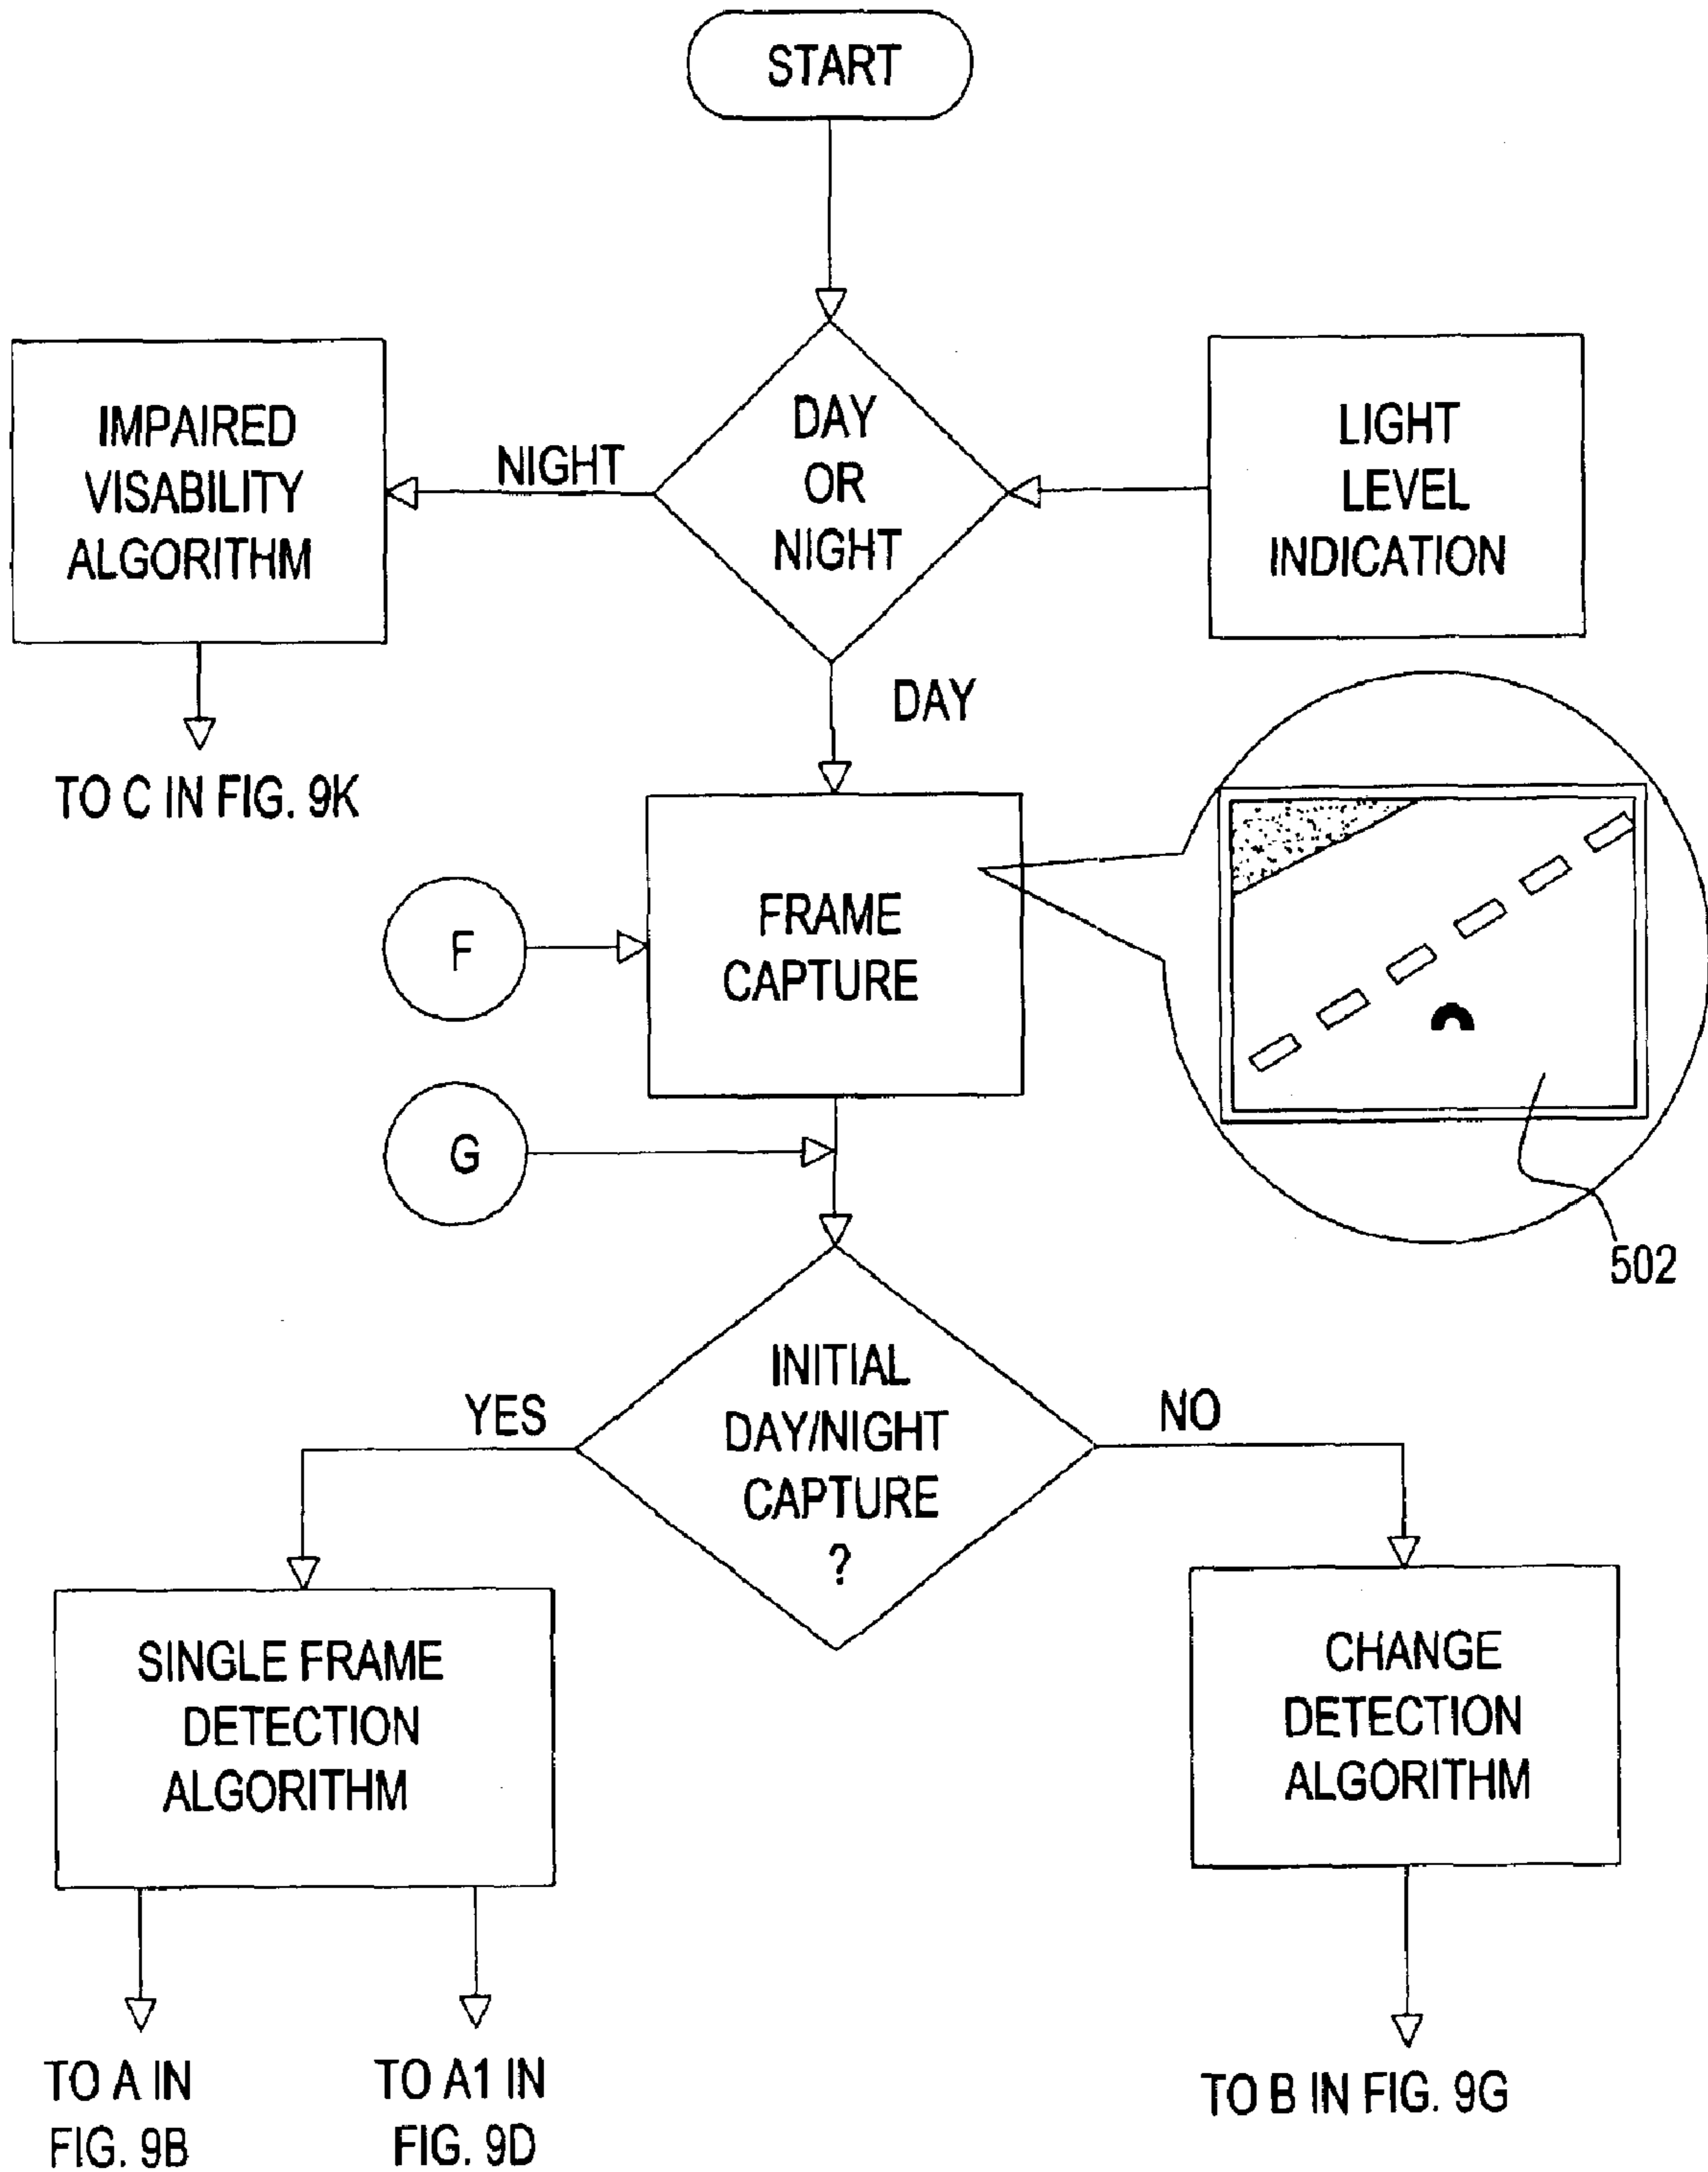 START
DAY
OR
NIGHT
NIGHT
IMPAIRED
VISABILITY
ALGORITHM
LIGHT
LEVEL
INDICATION
TO C IN FIG. 9K
DAY
FRAME
CAPTURE
F
G
502
INITIAL
DAY/NIGHT
CAPTURE
?
YES
NO
SINGLE FRAME
DETECTION
ALGORITHM
CHANGE
DETECTION
ALGORITHM
TO A IN
FIG. 9B
TO A1 IN
FIG. 9D
TO B IN FIG. 9G